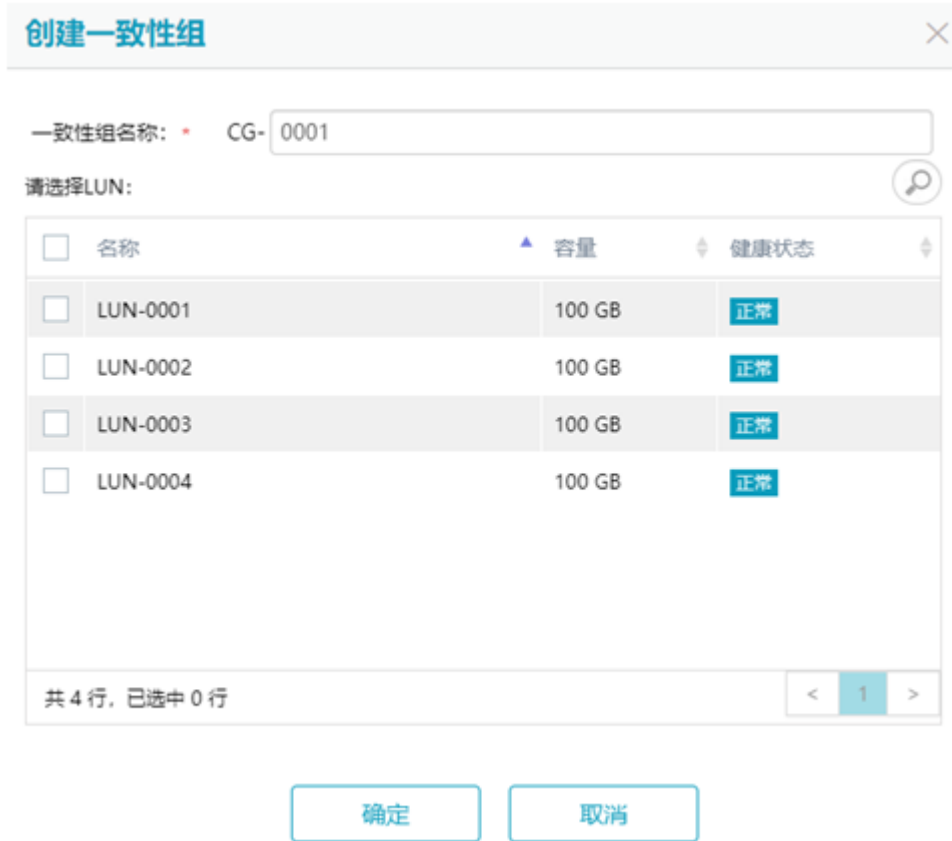 创建一致性组
一致性组名称: * CG- 0001
请选择LUN:
名称 容量 健康状态
LUN-0001 100 GB 正常
LUN-0002 100 GB 正常
LUN-0003 100 GB 正常
LUN-0004 100 GB 正常
共 4 行, 已选中 0 行 < 1 >
确定 取消